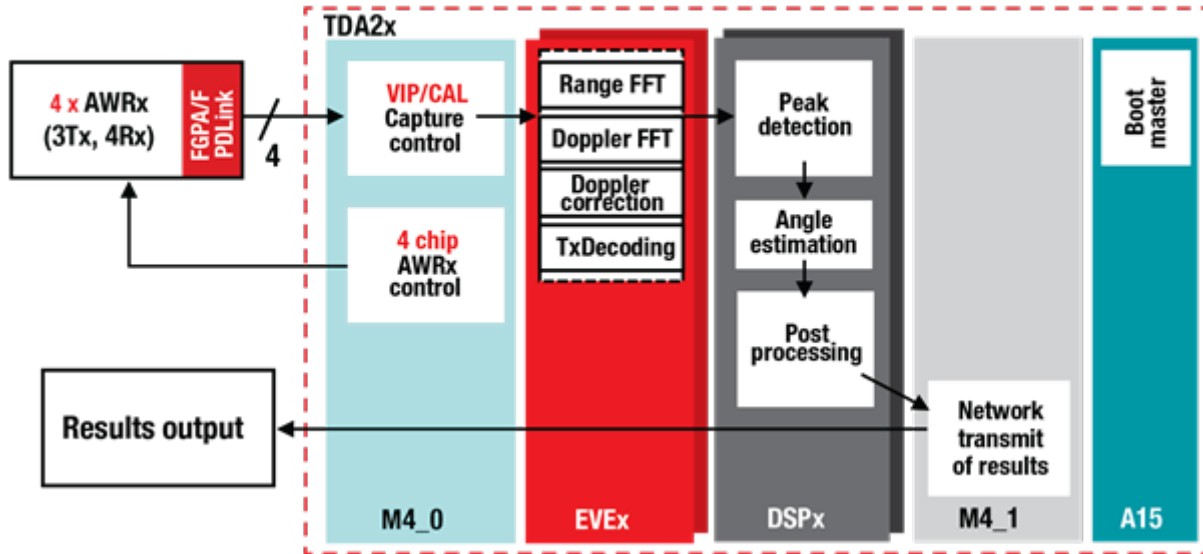 TDA2x
4 x AWRx
(3Tx, 4Rx)
FGPA/F
PDLink
4
VIP/CAL
Capture
control
4 chip
AWRx
control
M4_0
Range FFT
Doppler FFT
Doppler
correction
TxDecoding
EVEx
Peak
detection
Angle
estimation
Post
processing
DSPx
Network
transmit
of results
M4_1
Boot
master
A15
Results output